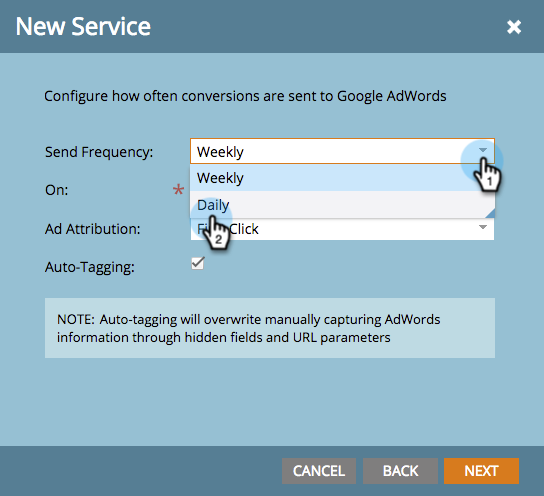 New Service
Configure how often conversions are sent to Google AdWords
Send Frequency: Weekly
Weekly
1
On: *
Daily
2
Ad Attribution: Click
Auto-Tagging:
NOTE: Auto-tagging will overwrite manually capturing AdWords
information through hidden fields and URL parameters
CANCEL BACK NEXT